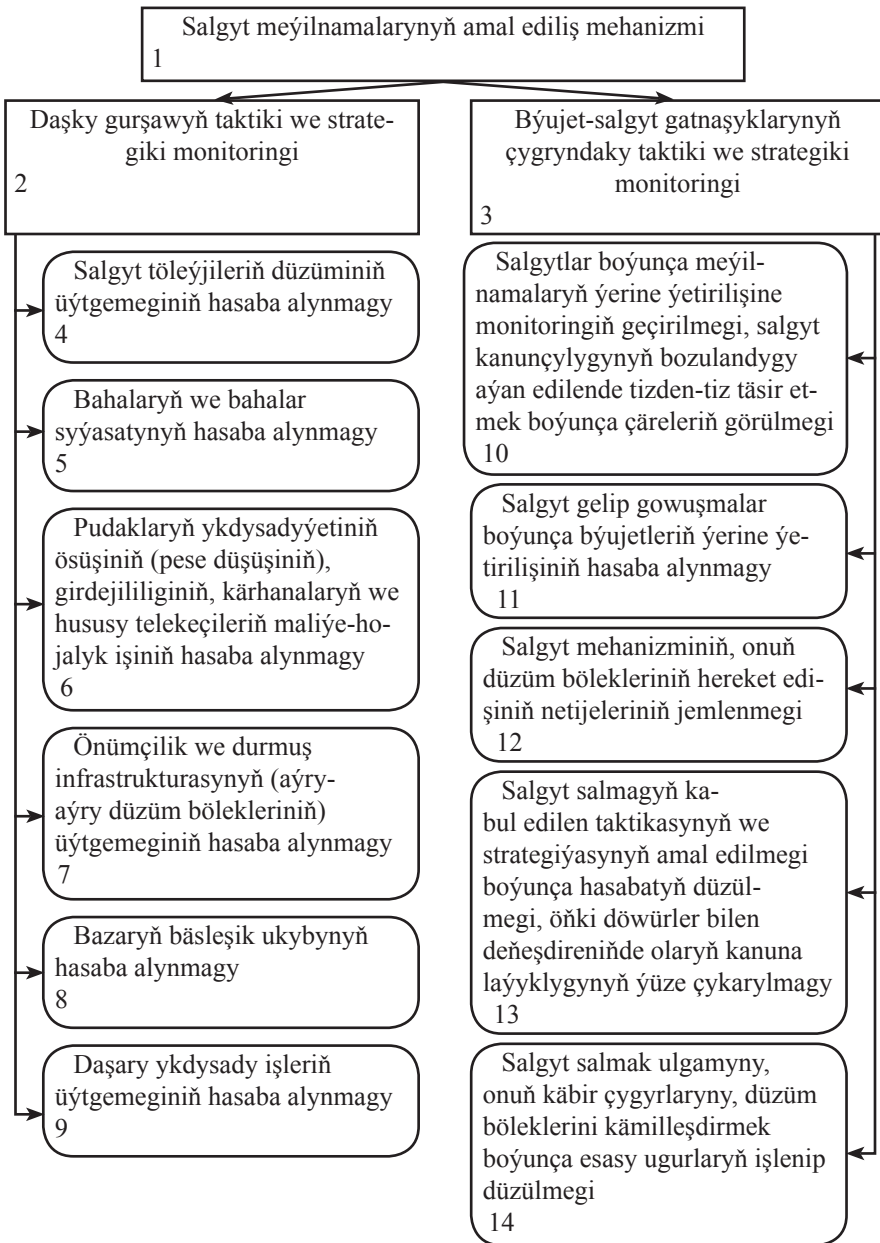 Salgyt meýilnamalarynyň amal ediliş mehanizmi
1
Daşky gurşawyň taktiki we strate-
giki monitoringi
2
Býujet-salgyt gatnaşyklarynyň
çygryndaky taktiki we strategiki
monitoringi
3
Salgyt töleýjileriň düzüminiň
üýtgemeginiň hasaba alynmagy
4
Bahalaryň we bahalar
syýasatynyň hasaba alynmagy
5
Pudaklaryň ykdysadyýetiniň
ösüşiniň (pese düşüşiniň),
girdejililiginiň, kärhanalaryň we
hususy telekeçileriň maliýe-ho-
jalyk işiniň hasaba alynmagy
6
Önümçilik we durmuş
infrastrukturasynyň (aýry-
aýry düzüm bölekleriniň)
üýtgemeginiň hasaba alynmagy
7
Bazaryň bäsleşik ukybynyň
hasaba alynmagy
8
Daşary ykdysady işleriň
üýtgemeginiň hasaba alynmagy
9
Salgytlar boýunça meýil-
namalaryň ýerine ýetirilişine
monitoringiň geçirilmegi, salgyt
kanunçylygynyň bozulandygy
aýan edilende tizden-tiz täsir et-
mek boýunça çäreleriň görülmegi
10
Salgyt gelip gowuşmalar
boýunça býujetleriň ýerine ýe-
tirilişiniň hasaba alynmagy
11
Salgyt mehanizminiň, onuň
düzüm bölekleriniň hereket edi-
şiniň netijeleriniň jemlenmegi
12
Salgyt salmagyň ka-
bul edilen taktikasynyň we
strategiýasynyň amal edilmegi
boýunça hasabatyň düzül-
megi, öňki döwürler bilen
deňeşdireniňde olaryň kanuna
laýyklygynyň ýüze çykarylmagy
13
Salgyt salmak ulgamyny,
onuň käbir çygyrlaryny, düzüm
böleklerini kämilleşdirmek
boýunça esasy ugurlaryň işlenip
düzülmegi
14